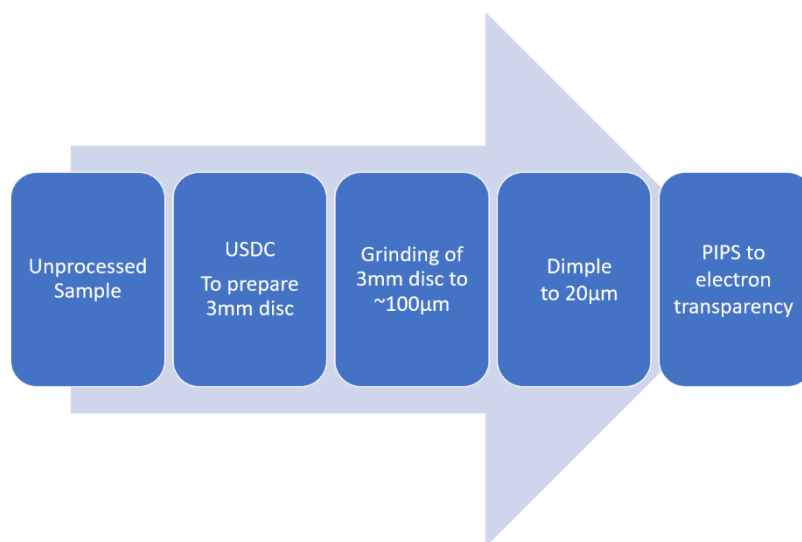 Unprocessed
Sample
USDC
To prepare
3mm disc
Grinding of
3mm disc to
~100µm
Dimple
to 20µm
PIPS to
electron
transparency